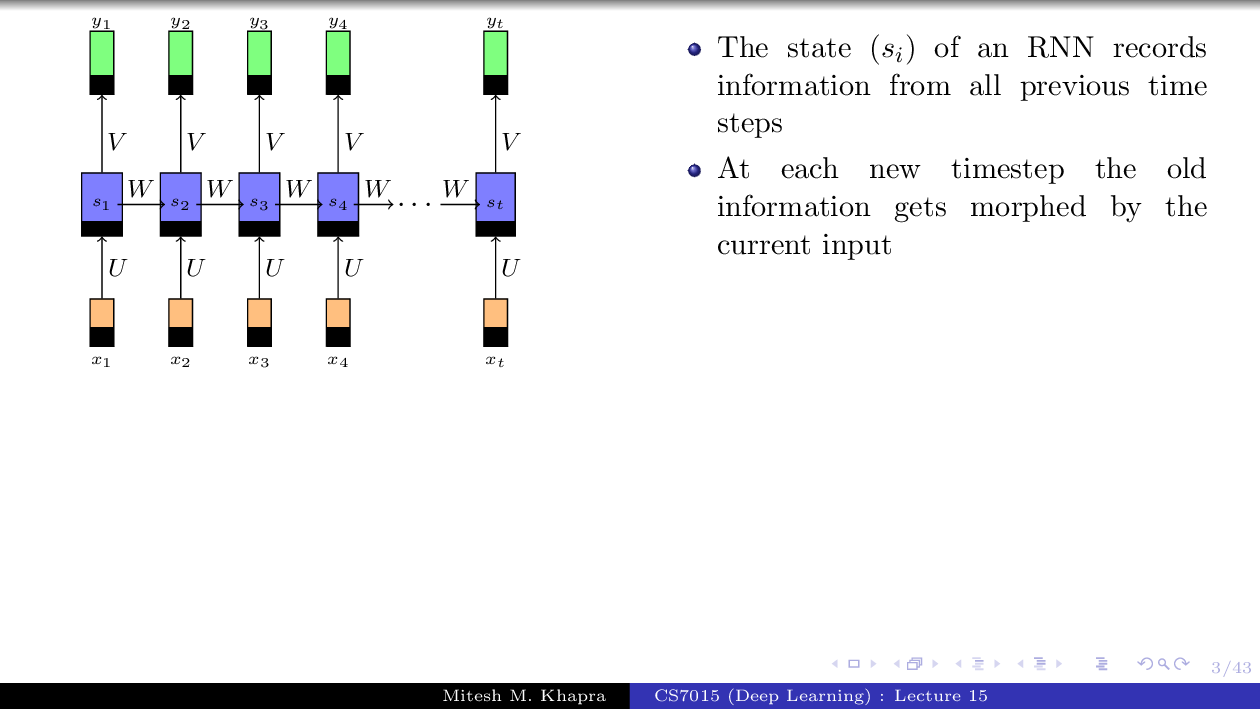 y1 y2 y3 y4 yt
V V V V V
W W W W W
s1 s2 s3 s4 ... st
U U U U U
x1 x2 x3 x4 xt
The state (si) of an RNN records
information from all previous time
steps
At each new timestep the old
information gets morphed by the
current input
3/43
Mitesh M. Khapra CS7015 (Deep Learning) : Lecture 15